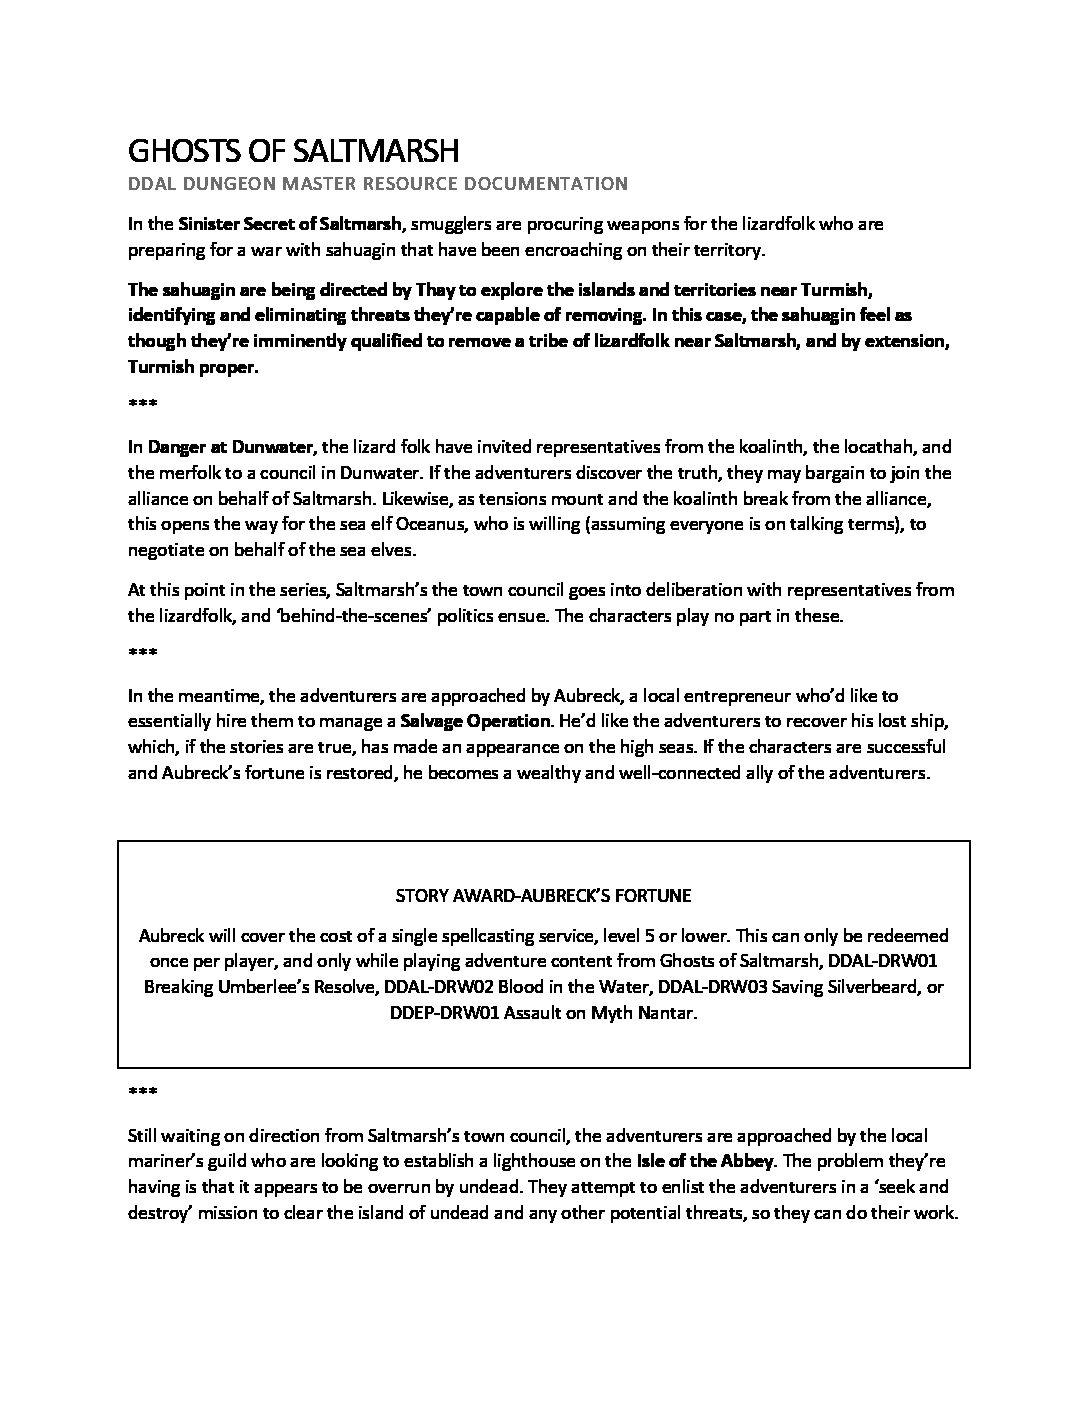 GHOSTS OF SALTMARSH
DDAL DUNGEON MASTER RESOURCE DOCUMENTATION
In the Sinister Secret of Saltmarsh, smugglers are procuring weapons for the lizardfolk who are
preparing for a war with sahuagin that have been encroaching on their territory.
The sahuagin are being directed by Thay to explore the islands and territories near Turmish,
identifying and eliminating threats they’re capable of removing. In this case, the sahuagin feel as
though they’re imminently qualified to remove a tribe of lizardfolk near Saltmarsh, and by extension,
Turmish proper.
***
In Danger at Dunwater, the lizard folk have invited representatives from the koalinth, the locathah, and
the merfolk to a council in Dunwater. If the adventurers discover the truth, they may bargain to join the
alliance on behalf of Saltmarsh. Likewise, as tensions mount and the koalinth break from the alliance,
this opens the way for the sea elf Oceanus, who is willing (assuming everyone is on talking terms), to
negotiate on behalf of the sea elves.
At this point in the series, Saltmarsh’s the town council goes into deliberation with representatives from
the lizardfolk, and ‘behind-the-scenes’ politics ensue. The characters play no part in these.
***
In the meantime, the adventurers are approached by Aubreck, a local entrepreneur who’d like to
essentially hire them to manage a Salvage Operation. He’d like the adventurers to recover his lost ship,
which, if the stories are true, has made an appearance on the high seas. If the characters are successful
and Aubreck’s fortune is restored, he becomes a wealthy and well-connected ally of the adventurers.
STORY AWARD-AUBRECK’S FORTUNE
Aubreck will cover the cost of a single spellcasting service, level 5 or lower. This can only be redeemed
once per player, and only while playing adventure content from Ghosts of Saltmarsh, DDAL-DRW01
Breaking Umberlee’s Resolve, DDAL-DRW02 Blood in the Water, DDAL-DRW03 Saving Silverbeard, or
DDEP-DRW01 Assault on Myth Nantar.
***
Still waiting on direction from Saltmarsh’s town council, the adventurers are approached by the local
mariner’s guild who are looking to establish a lighthouse on the Isle of the Abbey. The problem they’re
having is that it appears to be overrun by undead. They attempt to enlist the adventurers in a ‘seek and
destroy’ mission to clear the island of undead and any other potential threats, so they can do their work.